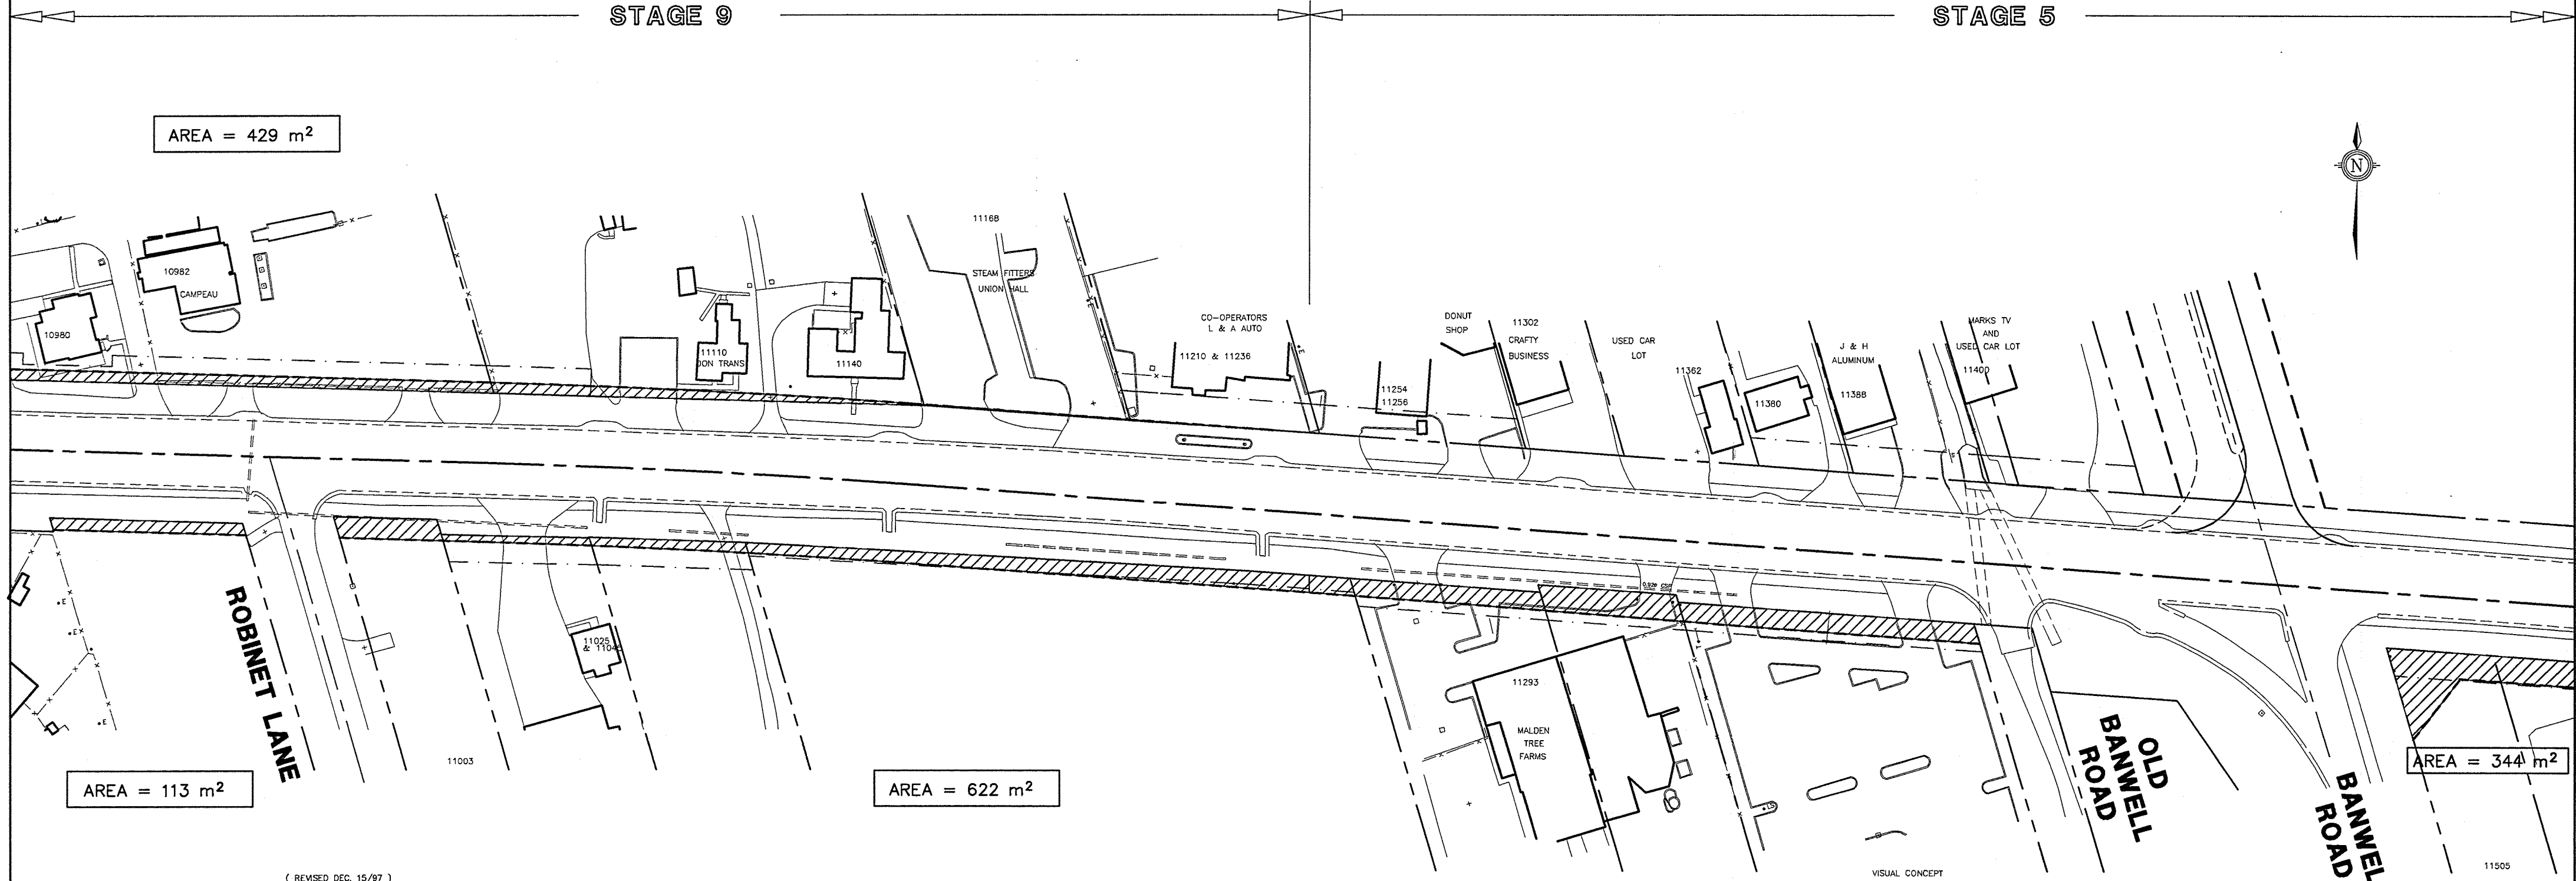 STAGE 9
STAGE 5
AREA = 429 m²
N
10982
CAMPEAU
10980
11110
DON TRANS
11140
11168
STEAM FITTERS
UNION HALL
CO-OPERATORS
L & A AUTO
11210 & 11236
DONUT
SHOP
11254
11256
11302
CRAFTY
BUSINESS
USED CAR
LOT
11362
11380
J & H
ALUMINUM
11388
MARKS TV
AND
USED CAR LOT
11400
ROBINET LANE
11025
11003
11293
MALDEN
TREE
FARMS
OLD
BANWELL
ROAD
BANWEL
ROAD
AREA = 113 m²
AREA = 622 m²
AREA = 344 m²
11505
( REVISED DEC. 15/97 )
VISUAL CONCEPT